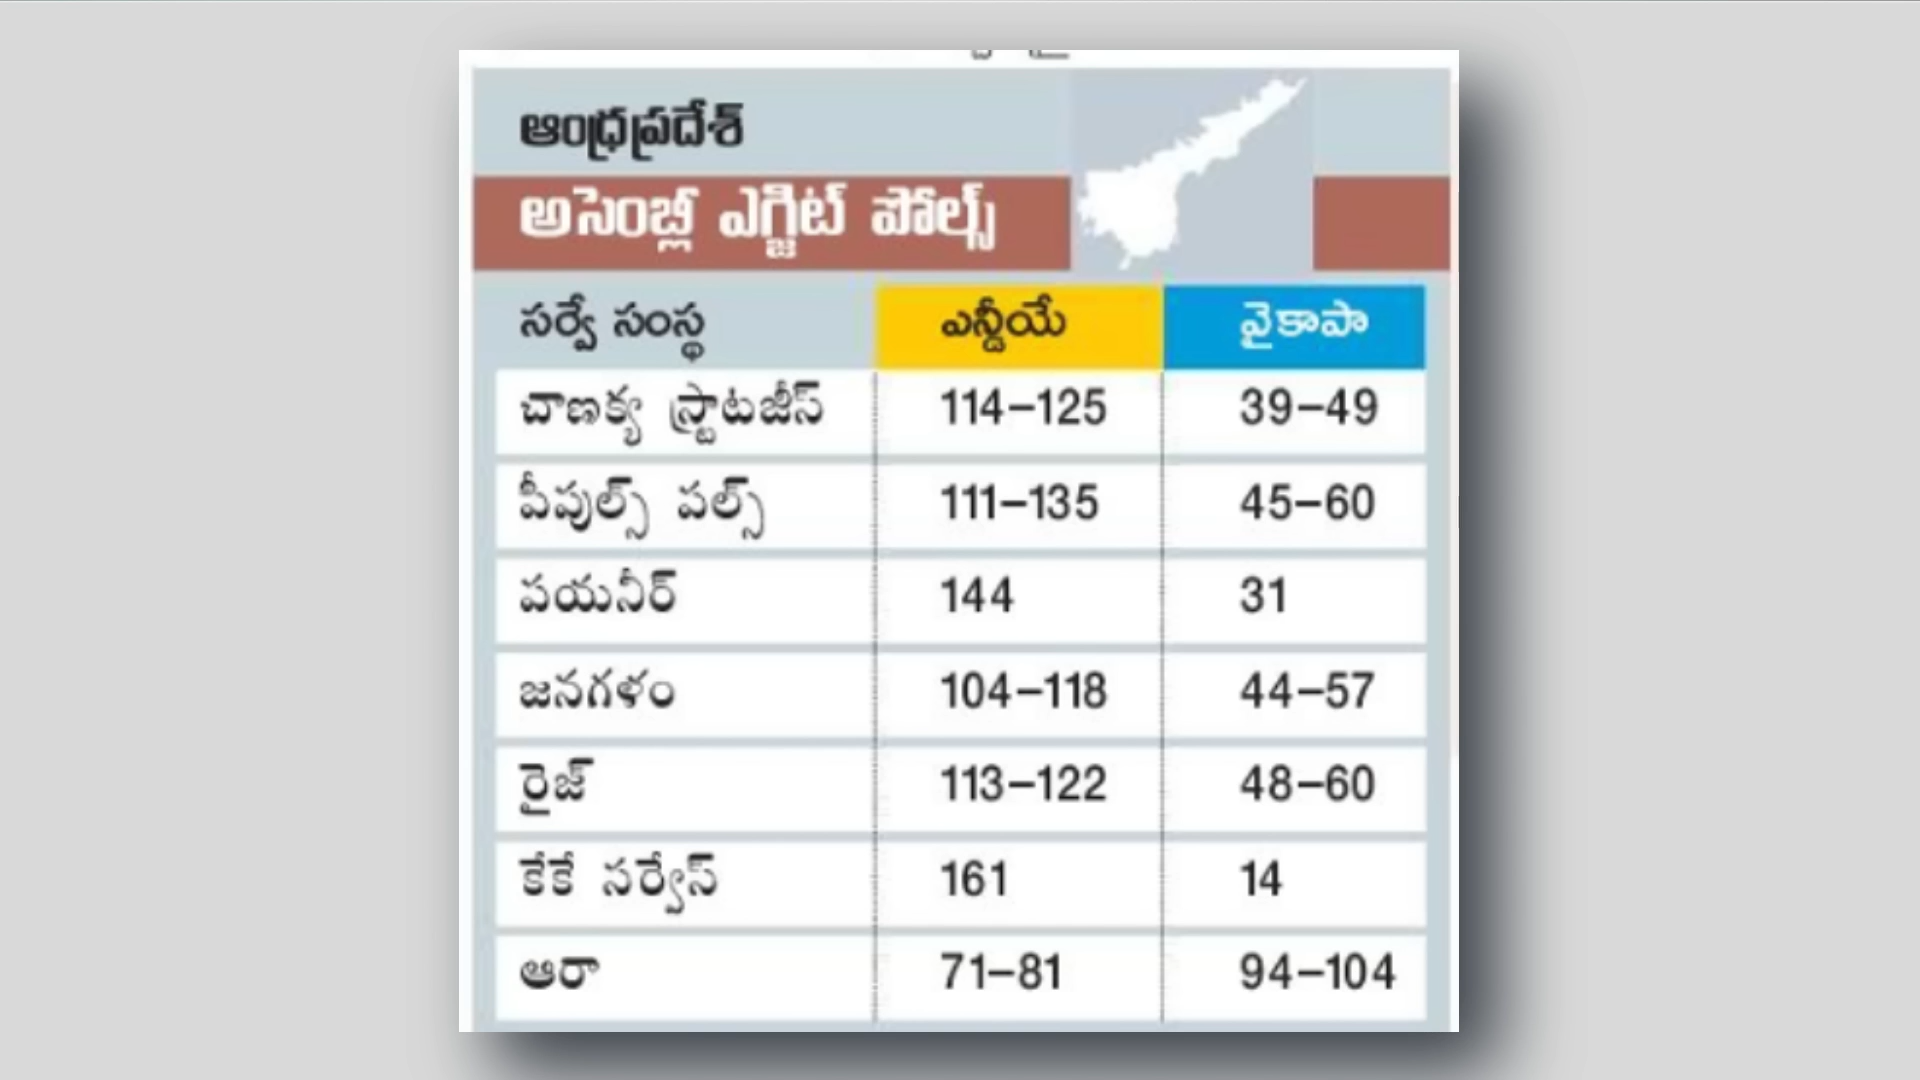 ఆంధ్రప్రదేశ్
అసెంబ్లీ ఎగ్జిట్ పోల్స్
సర్వే సంస్థ ఎన్డీయే వైకాపా
చాణక్య స్ట్రాటజీస్ 114–125 39–49
పీపుల్స్ పల్స్ 111–135 45–60
పయనీర్ 144 31
జనగళం 104–118 44–57
రైజ్ 113–122 48–60
కేకే సర్వేస్ 161 14
ఆరా 71–81 94–104